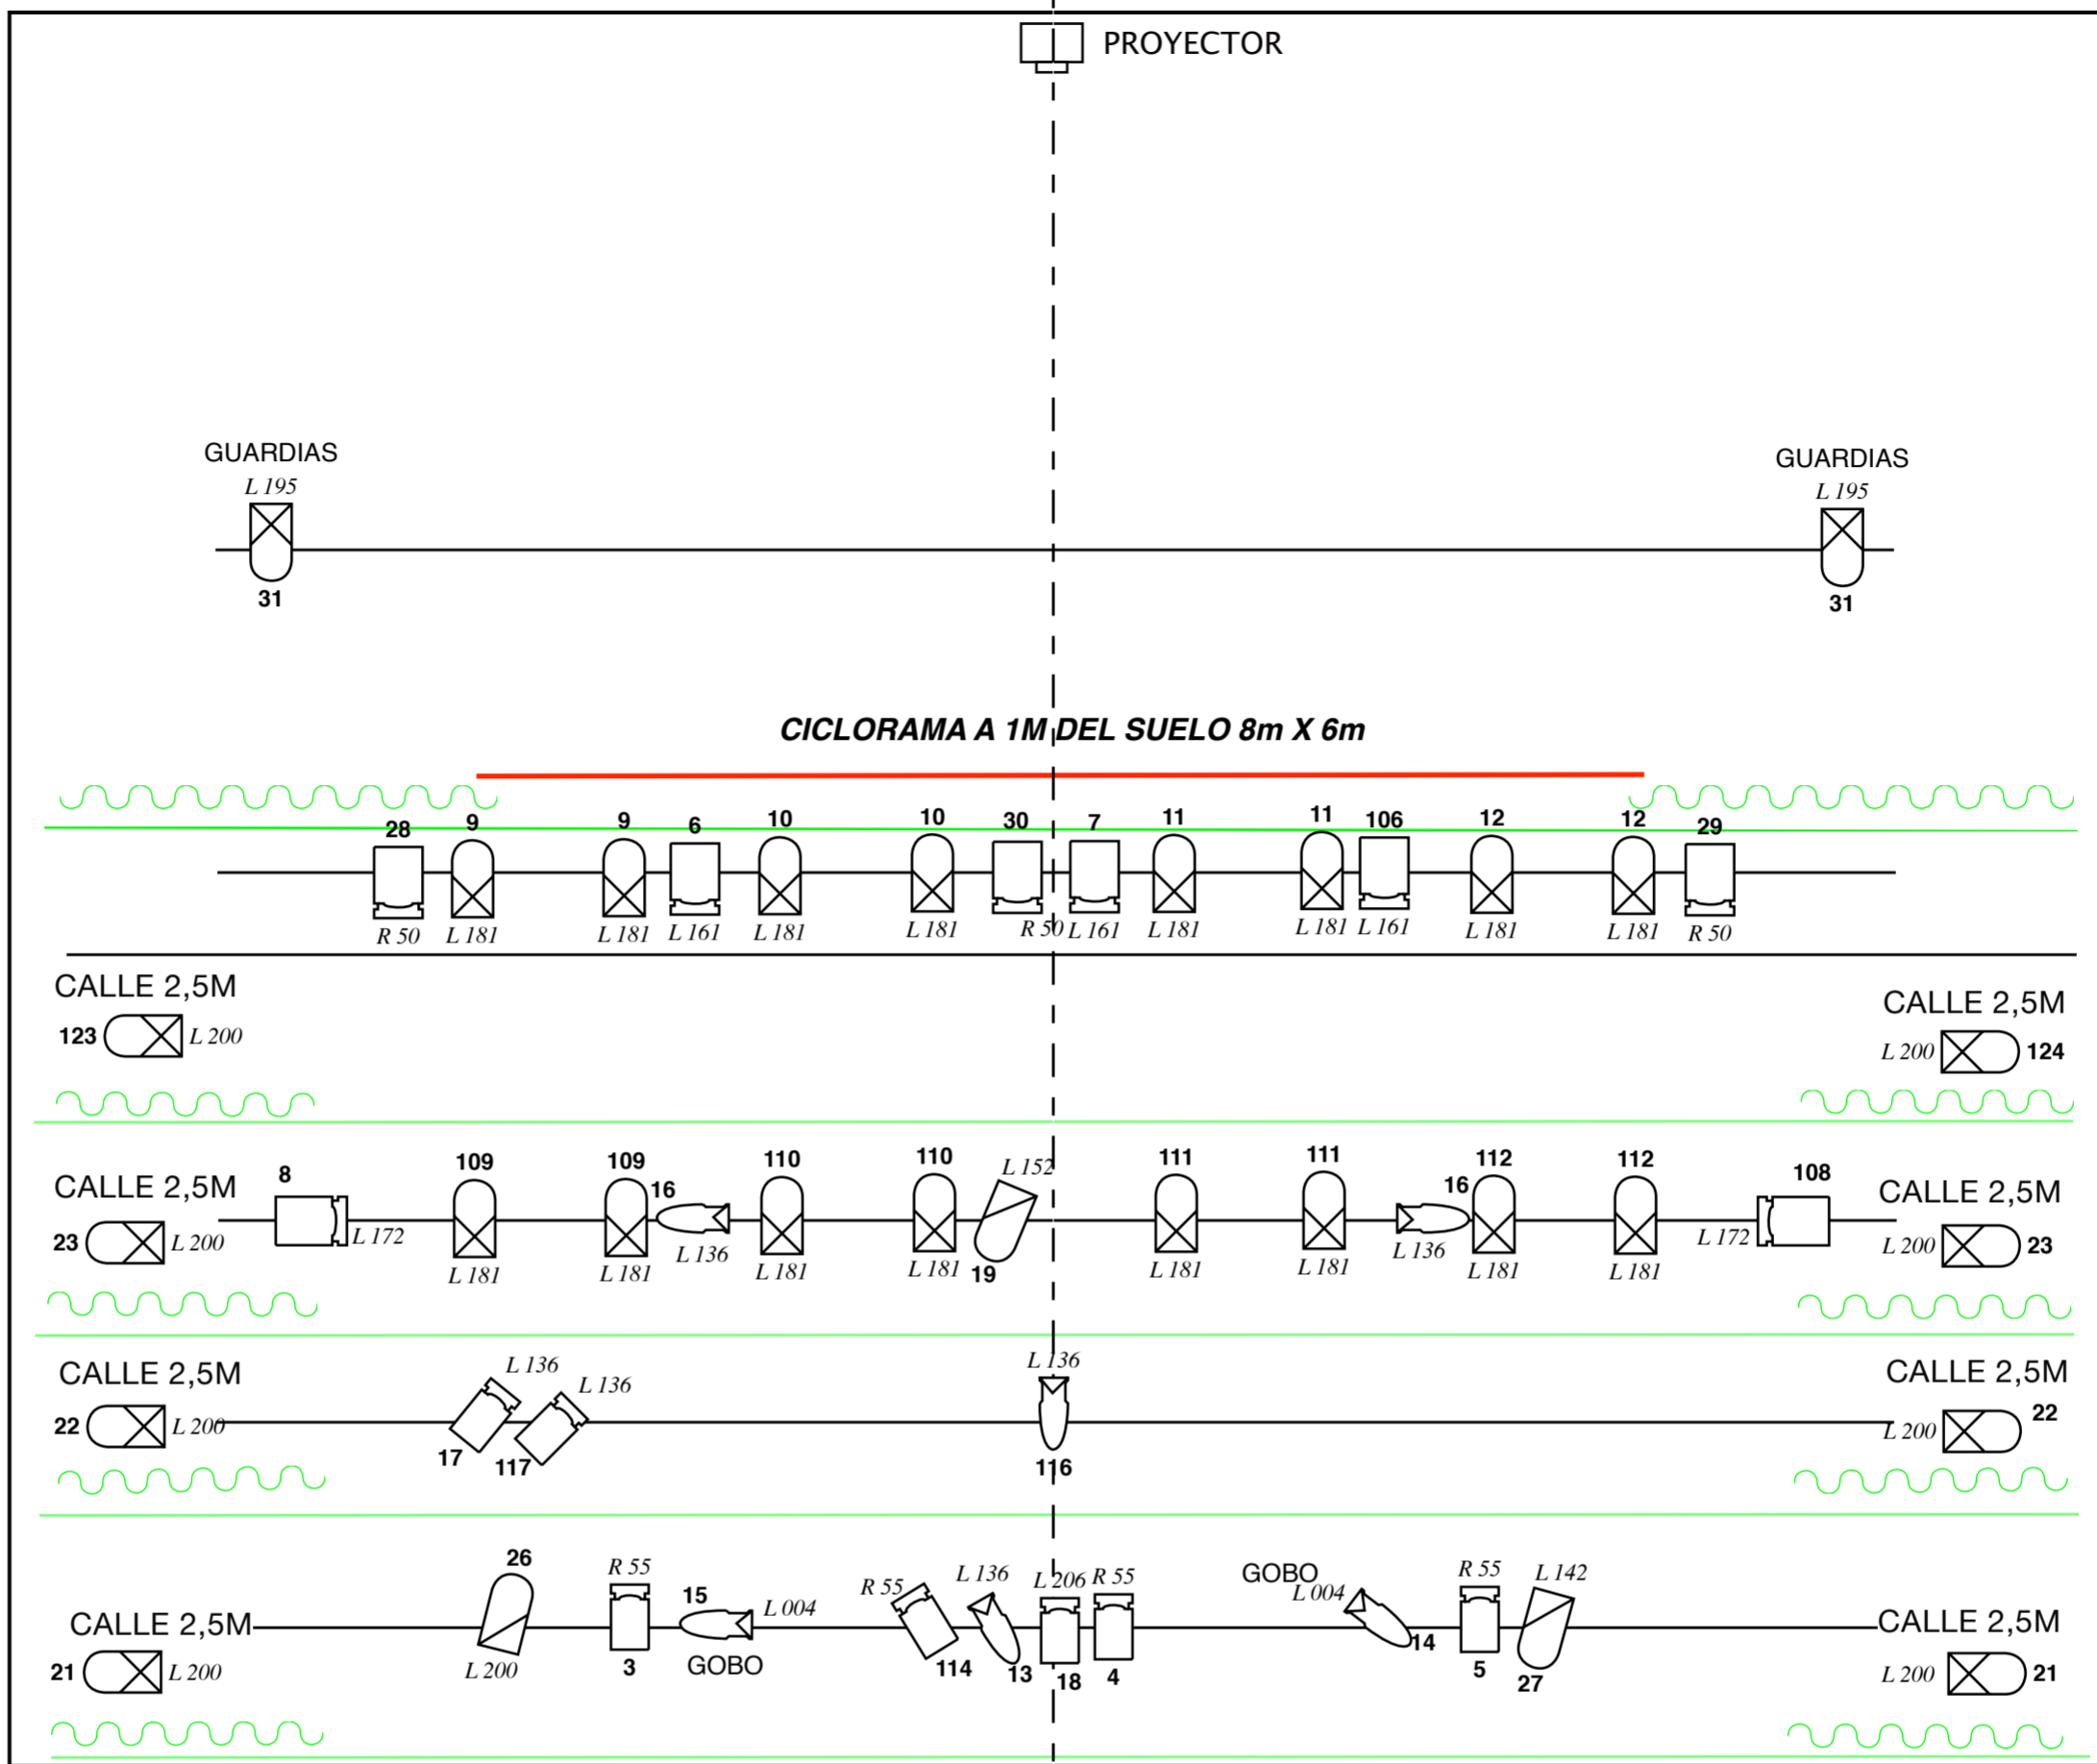 PROYECTOR
GUARDIAS
GUARDIAS
L 195
L 195
31
31
CICLORAMA A 1M DEL SUELO 8m X 6m
28 9 9 6 10 10 30 7 11 11 106 12 12 29
R 50 L 181 L 181 L 161 L 181 L 181 R 50 L 161 L 181 L 181 L 161 L 181 L 181 R 50
CALLE 2,5M
CALLE 2,5M
123 L 200
L 200 124
8 109 109 16 110 110 L 152 111 111 16 112 112 108
CALLE 2,5M
CALLE 2,5M
23 L 200 L 172
L 172 L 200 23
L 181 L 181 L 136 L 181 L 181 19 L 181 L 181 L 136 L 181 L 181
CALLE 2,5M
L 136 L 136 L 136
CALLE 2,5M
22 L 200
L 200 22
17 117 116
26 R 55 15 L 004 R 55 L 136 L 206 R 55 GOBO L 004 R 55 L 142
CALLE 2,5M
CALLE 2,5M
21 L 200
L 200 21
L 200 3 GOBO 114 13 18 4 14 5 27